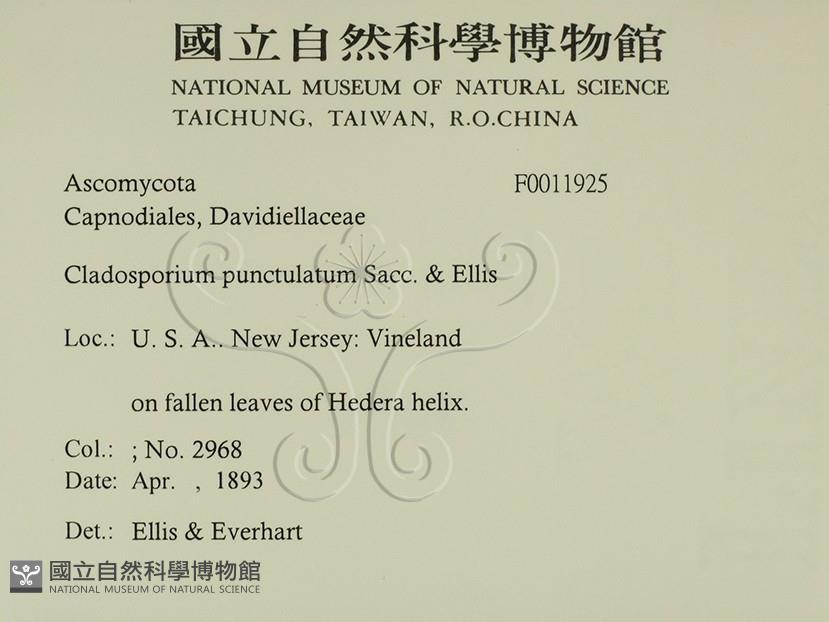 國立自然科學博物館
NATIONAL MUSEUM OF NATURAL SCIENCE
TAICHUNG, TAIWAN, R.O.CHINA
Ascomycota F0011925
Capnodiales, Davidiellaceae
Cladosporium punctulatum Sacc. & Ellis
Loc.: U. S. A.. New Jersey: Vineland
on fallen leaves of Hedera helix.
Col.: ; No. 2968
Date: Apr. , 1893
Det.: Ellis & Everhart
國立自然科學博物館
NATIONAL MUSEUM OF NATURAL SCIENCE